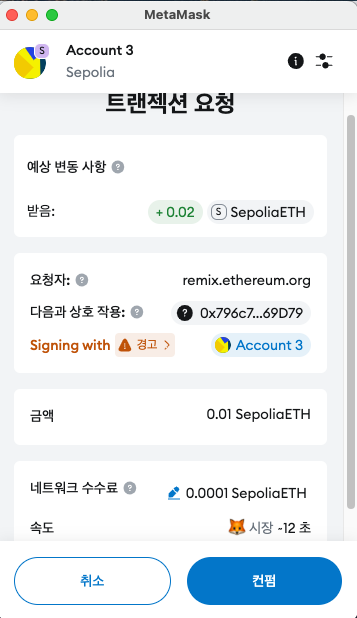 MetaMask
S
Account 3
Sepolia
트랜잭션 요청
예상 변동 사항 ?
받음: + 0.02 S SepoliaETH
요청자: ? remix.ethereum.org
다음과 상호 작용: ? ? 0x796c7...69D79
Signing with 경고 > Account 3
금액 0.01 SepoliaETH
네트워크 수수료 ? 0.0001 SepoliaETH
속도 🦊 시장 ~12 초
취소 컨펌